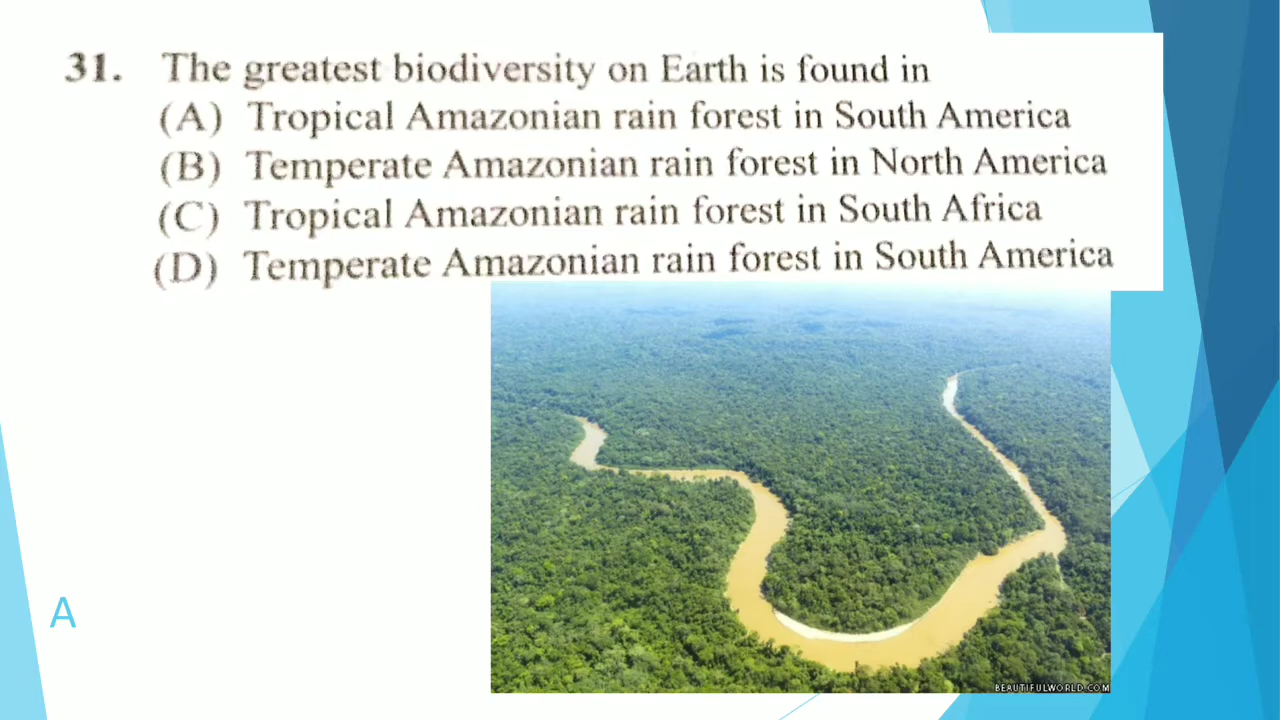 31. The greatest biodiversity on Earth is found in
(A) Tropical Amazonian rain forest in South America
(B) Temperate Amazonian rain forest in North America
(C) Tropical Amazonian rain forest in South Africa
(D) Temperate Amazonian rain forest in South America
A
BEAUTIFULWORLD.COM